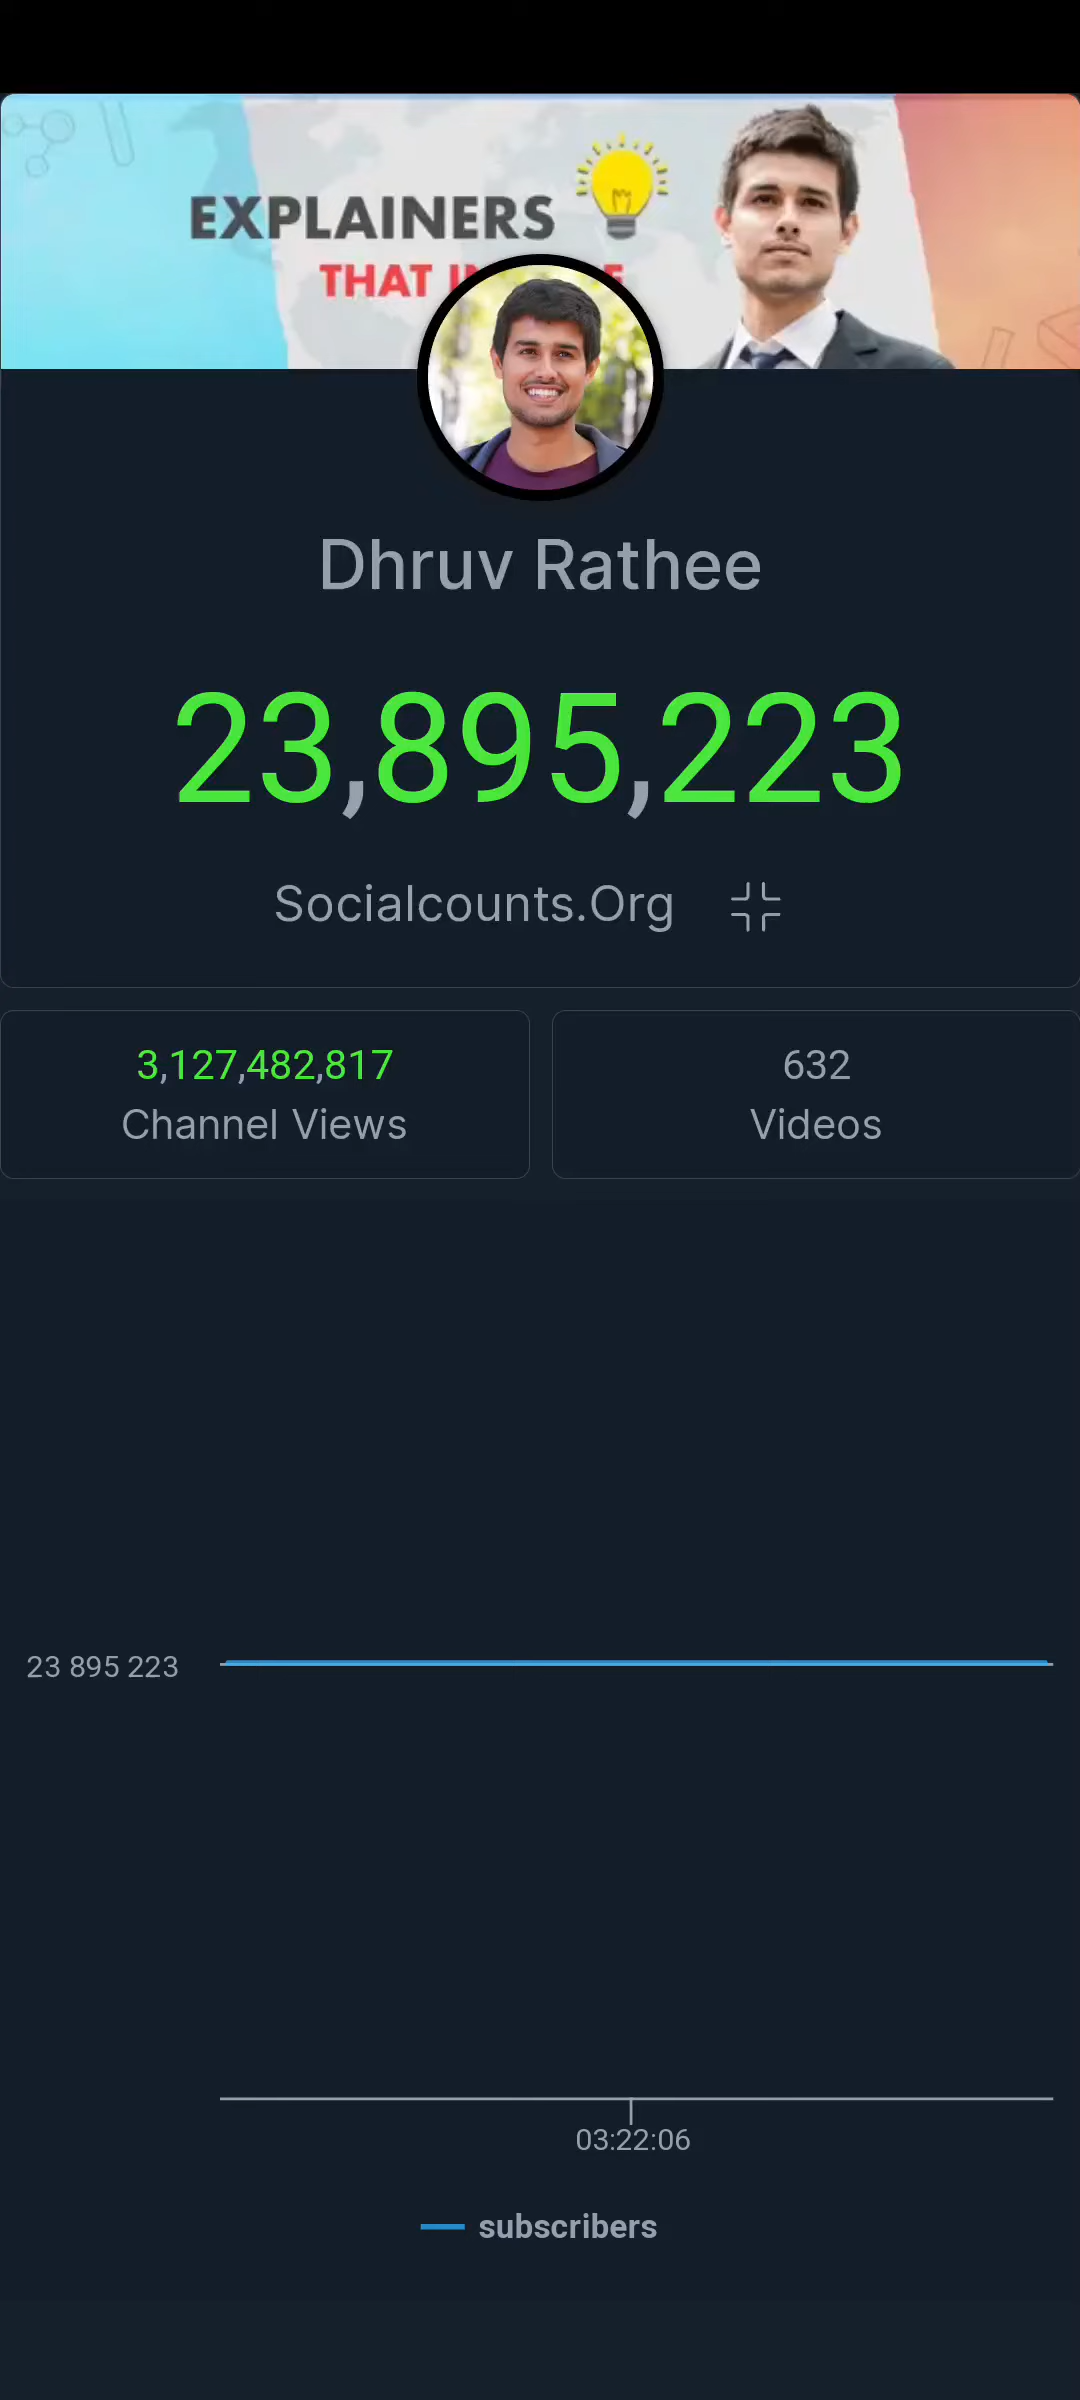 EXPLAINERS
THAT
Dhruv Rathee
23,895,223
Socialcounts.Org
3,127,482,817
Channel Views
632
Videos
23 895 223
03:22:06
subscribers